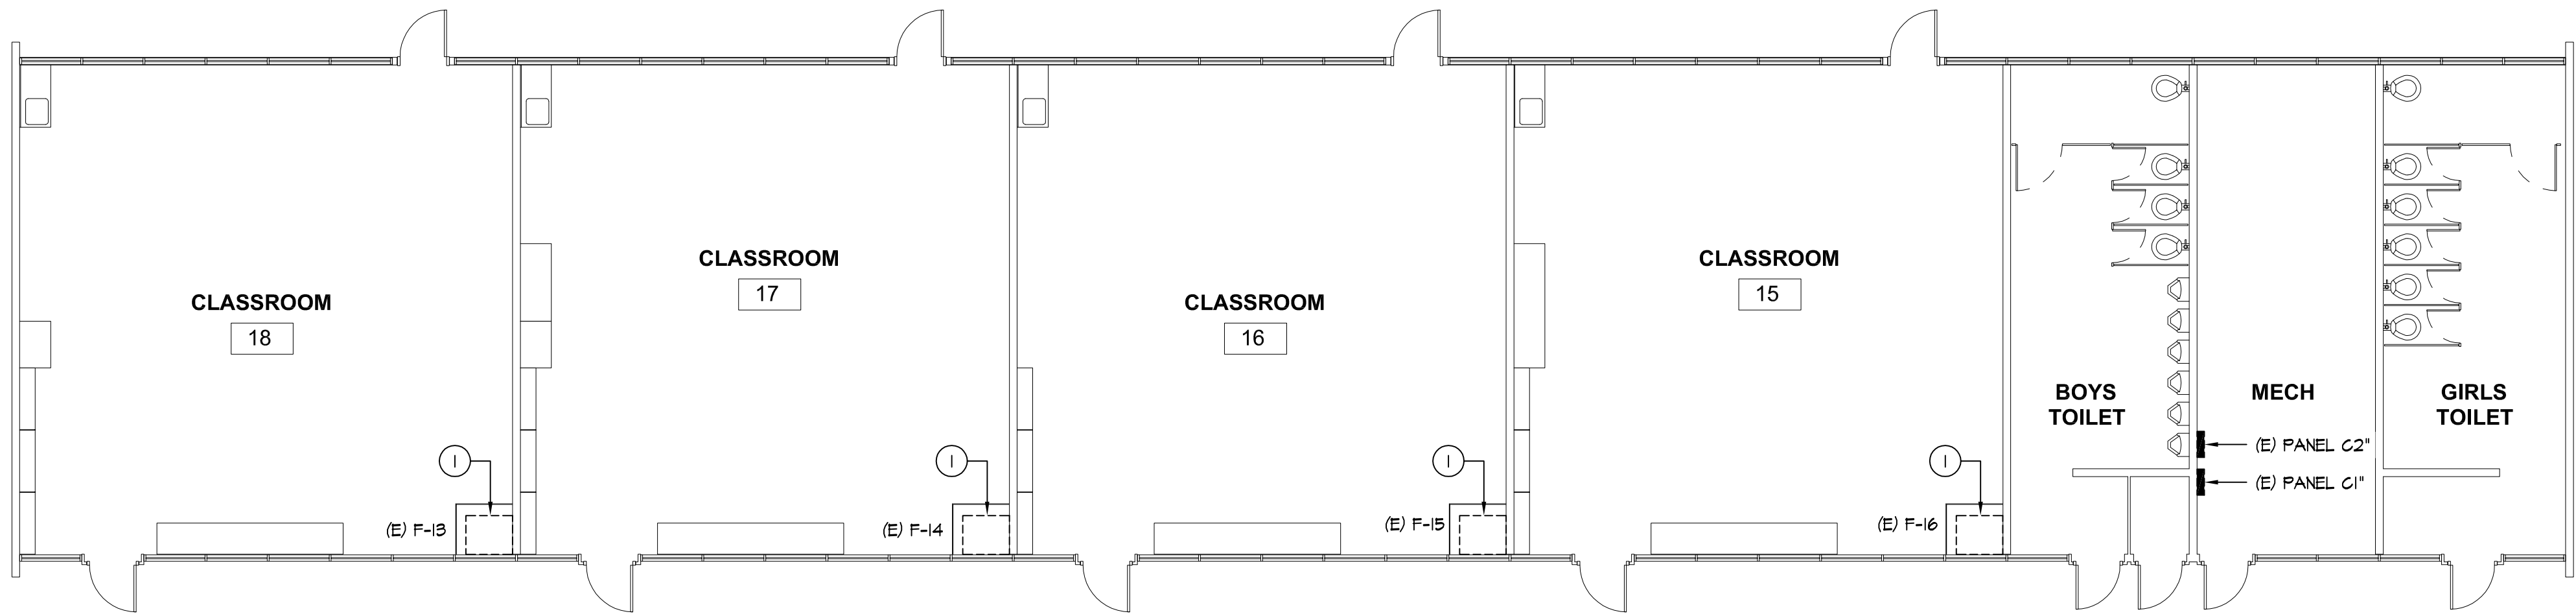 CLASSROOM
18
CLASSROOM
17
CLASSROOM
16
CLASSROOM
15
BOYS
TOILET
MECH
GIRLS
TOILET
(E) PANEL C2"
(E) PANEL C1"
1
(E) F-13
1
(E) F-14
1
(E) F-15
1
(E) F-16